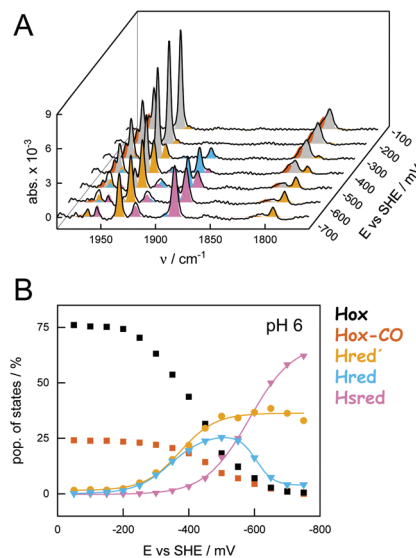 A
abs. x 10⁻³
9
6
3
0
1950
1900
1850
1800
ν / cm⁻¹
-100
-200
-300
-400
-500
-600
-700
E vs SHE / mV
B
pH 6
Hox
Hox-CO
Hred´
Hred
Hsred
pop. of states / %
75
50
25
0
0
-200
-400
-600
-800
E vs SHE / mV